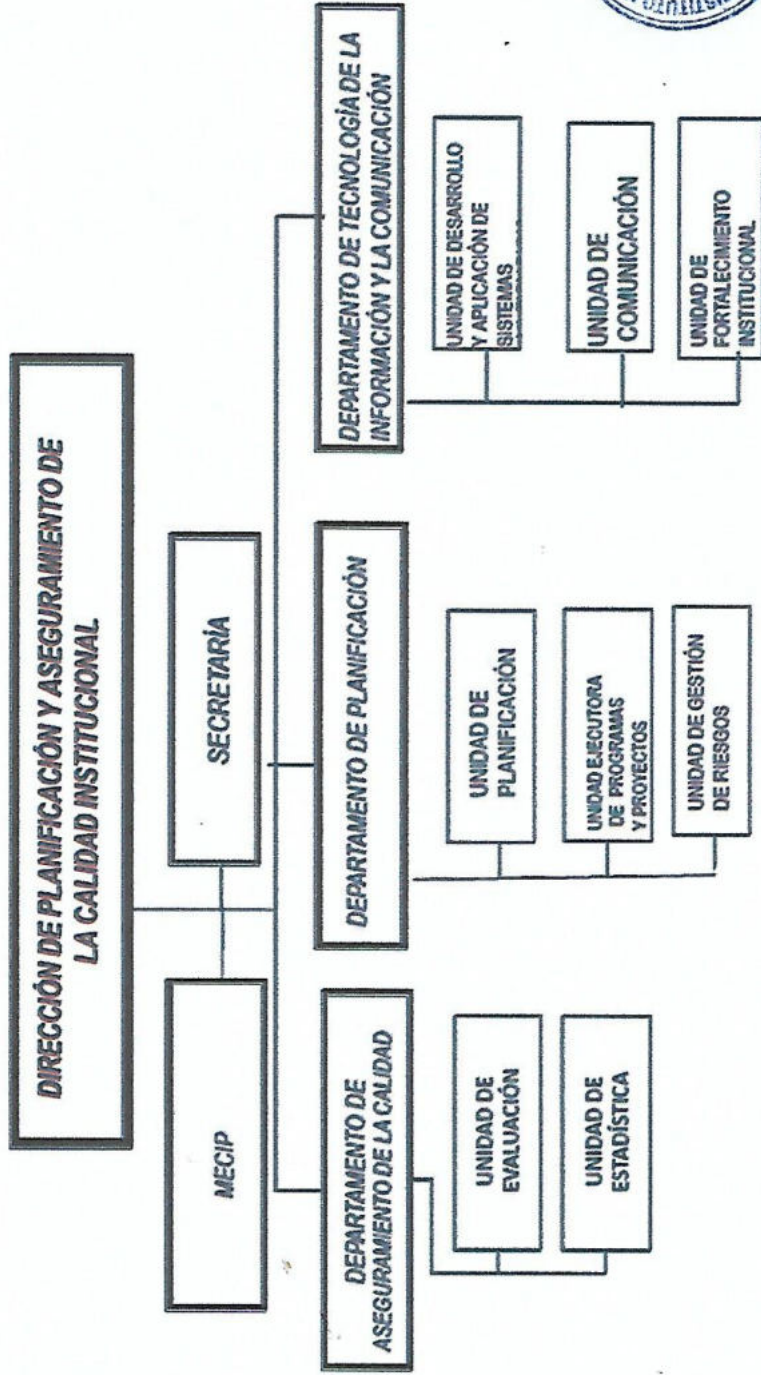 DIRECCIÓN DE PLANIFICACIÓN Y ASEGURAMIENTO DE
LA CALIDAD INSTITUCIONAL
MECIP
SECRETARÍA
DEPARTAMENTO DE
ASEGURAMIENTO DE LA CALIDAD
UNIDAD DE
EVALUACIÓN
UNIDAD DE
ESTADÍSTICA
DEPARTAMENTO DE PLANIFICACIÓN
UNIDAD DE
PLANIFICACIÓN
UNIDAD EJECUTORA
DE PROGRAMAS
Y PROYECTOS
UNIDAD DE GESTIÓN
DE RIESGOS
DEPARTAMENTO DE TECNOLOGÍA DE LA
INFORMACIÓN Y LA COMUNICACIÓN
UNIDAD DE DESARROLLO
Y APLICACIÓN DE
SISTEMAS
UNIDAD DE
COMUNICACIÓN
UNIDAD DE
FORTALECIMIENTO
INSTITUCIONAL